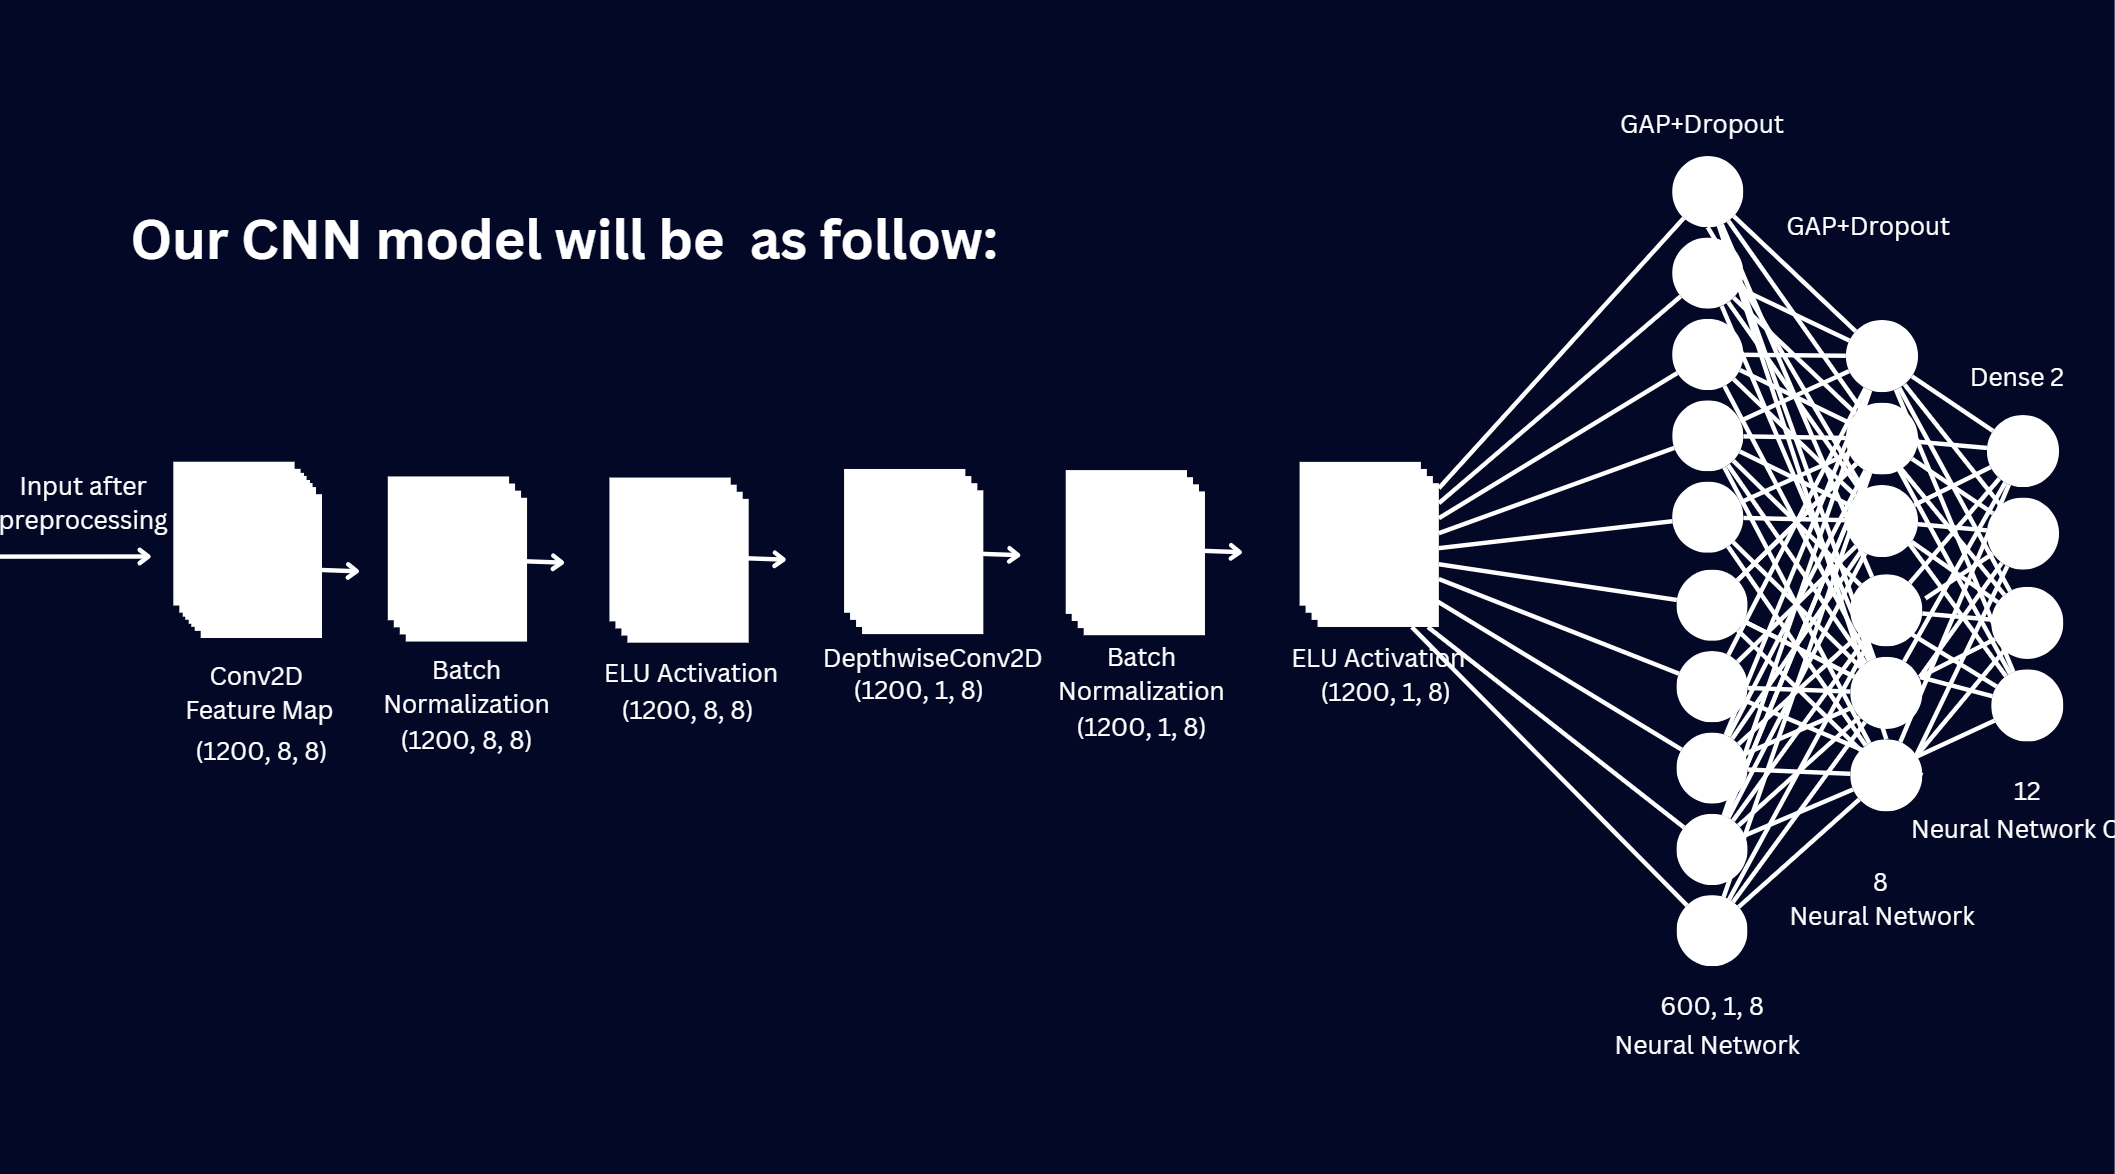 Our CNN model will be  as follow:
Input after
preprocessing
Conv2D
Feature Map
(1200, 8, 8)
Batch
Normalization
(1200, 8, 8)
ELU Activation
(1200, 8, 8)
DepthwiseConv2D
(1200, 1, 8)
Batch
Normalization
(1200, 1, 8)
ELU Activation
(1200, 1, 8)
GAP+Dropout
600, 1, 8
Neural Network
GAP+Dropout
8
Neural Network
Dense 2
12
Neural Network